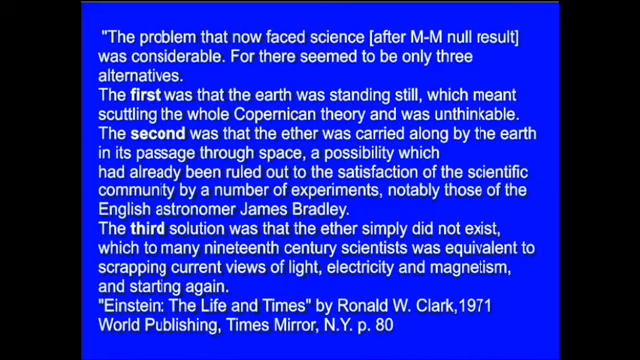 "The problem that now faced science [after M-M null result]
was considerable. For there seemed to be only three
alternatives.
The first was that the earth was standing still, which meant
scuttling the whole Copernican theory and was unthinkable.
The second was that the ether was carried along by the earth
in its passage through space, a possibility which
had already been ruled out to the satisfaction of the scientific
community by a number of experiments, notably those of the
English astronomer James Bradley.
The third solution was that the ether simply did not exist,
which to many nineteenth century scientists was equivalent to
scrapping current views of light, electricity and magnetism,
and starting again.
"Einstein: The Life and Times" by Ronald W. Clark,1971
World Publishing, Times Mirror, N.Y. p. 80